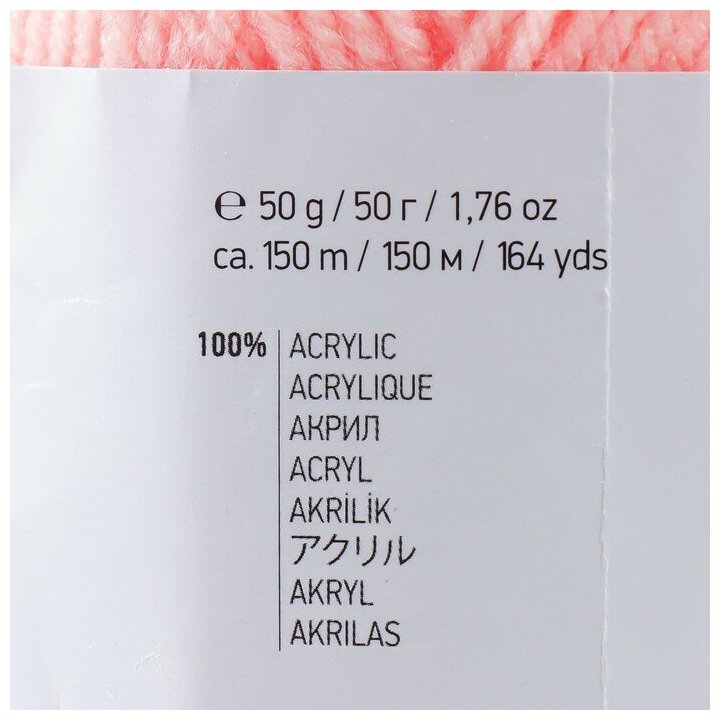 ℮ 50 g / 50 г / 1,76 oz
ca. 150 m / 150 м / 164 yds
100% ACRYLIC
ACRYLIQUE
АКРИЛ
ACRYL
AKRİLİK
アクリル
AKRYL
AKRILAS